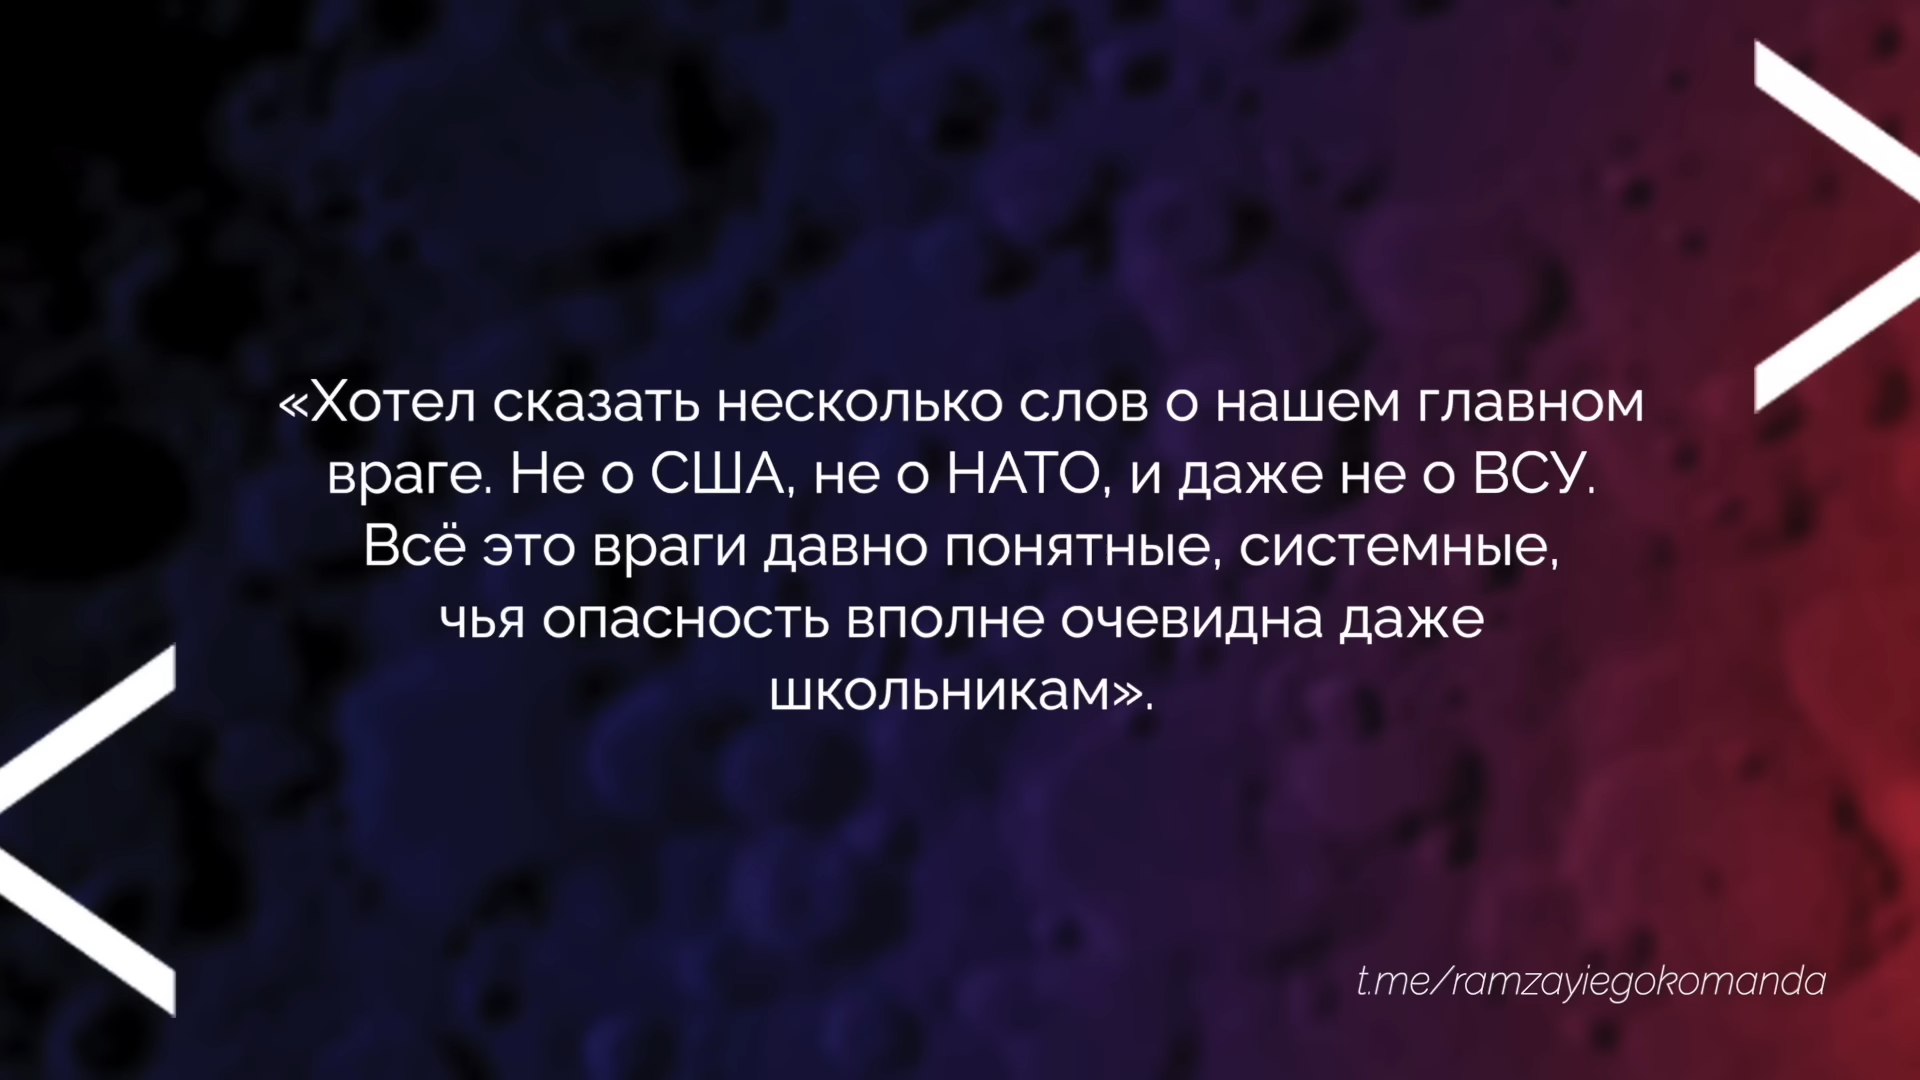 «Хотел сказать несколько слов о нашем главном
враге. Не о США, не о НАТО, и даже не о ВСУ.
Всё это враги давно понятные, системные,
чья опасность вполне очевидна даже
школьникам».
t.me/ramzayiegokomanda